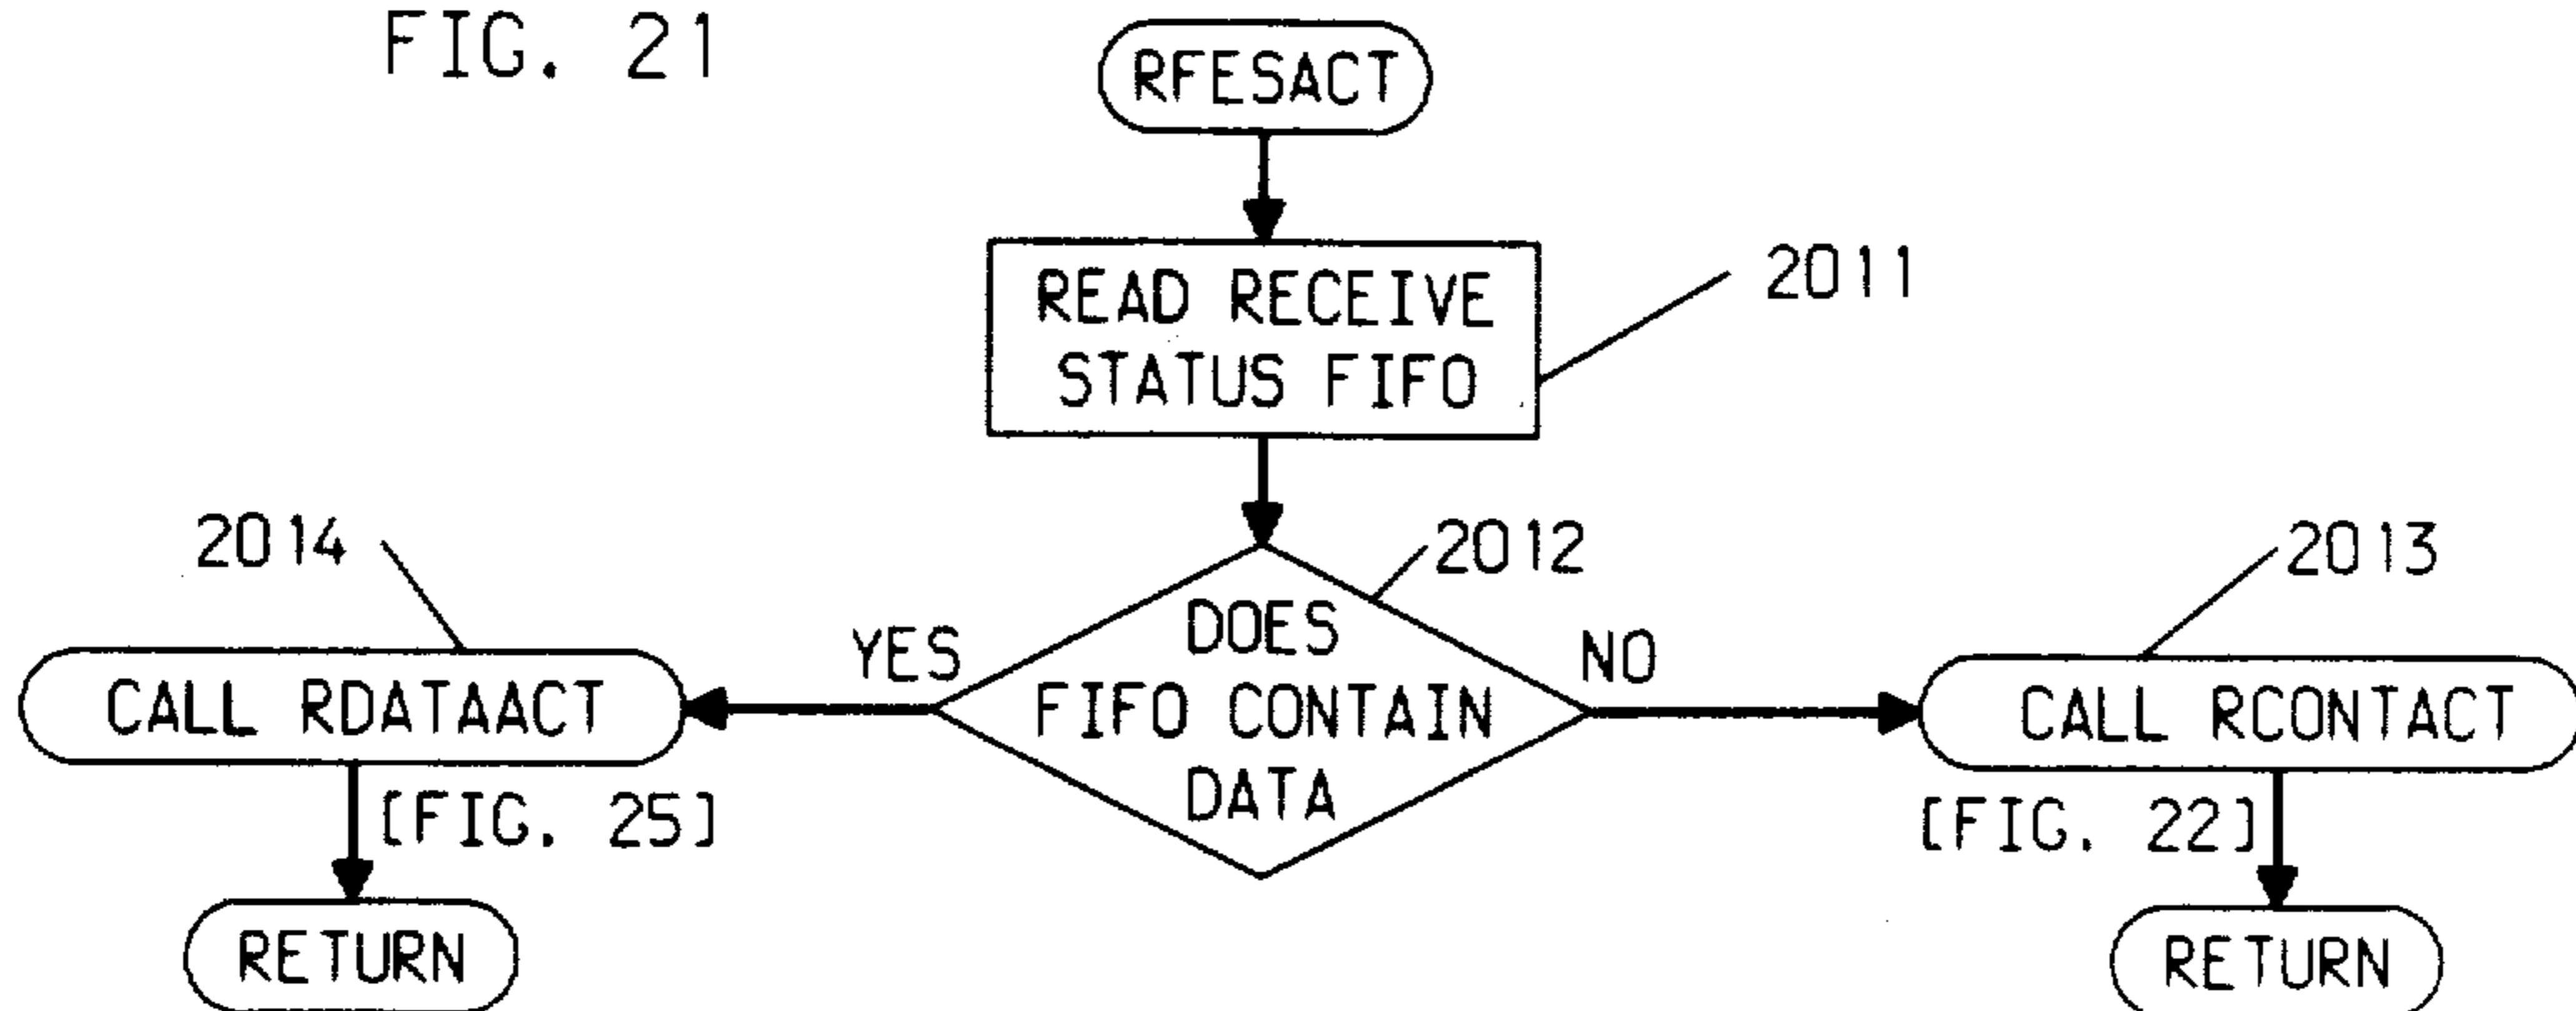 FIG. 21
RFESACT
READ RECEIVE
STATUS FIFO
2011
2014
2012
2013
YES
DOES
FIFO CONTAIN
DATA
NO
CALL RDATAACT
CALL RCONTACT
[FIG. 25]
[FIG. 22]
RETURN
RETURN